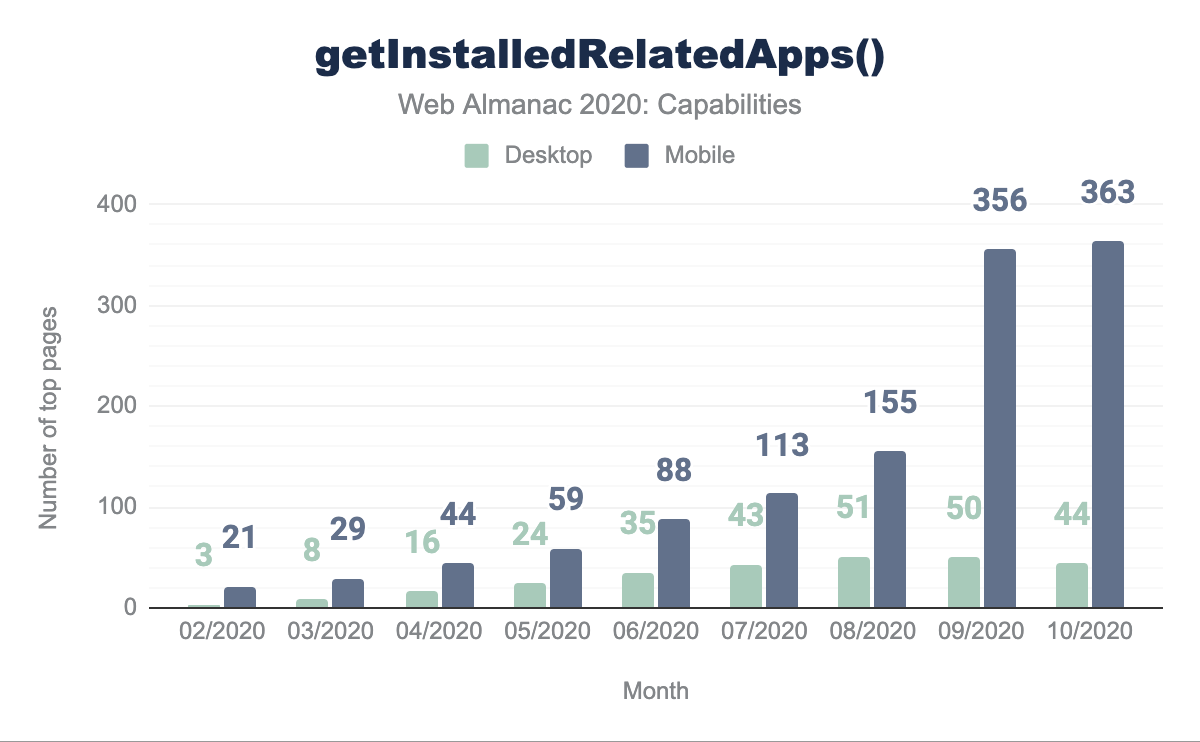 getInstalledRelatedApps()
Web Almanac 2020: Capabilities
Desktop Mobile
Number of top pages
400
300
200
100
0
3 21 8 29 16 44 24 59 35 88 43 113 51 155 50 356 44 363
02/2020 03/2020 04/2020 05/2020 06/2020 07/2020 08/2020 09/2020 10/2020
Month